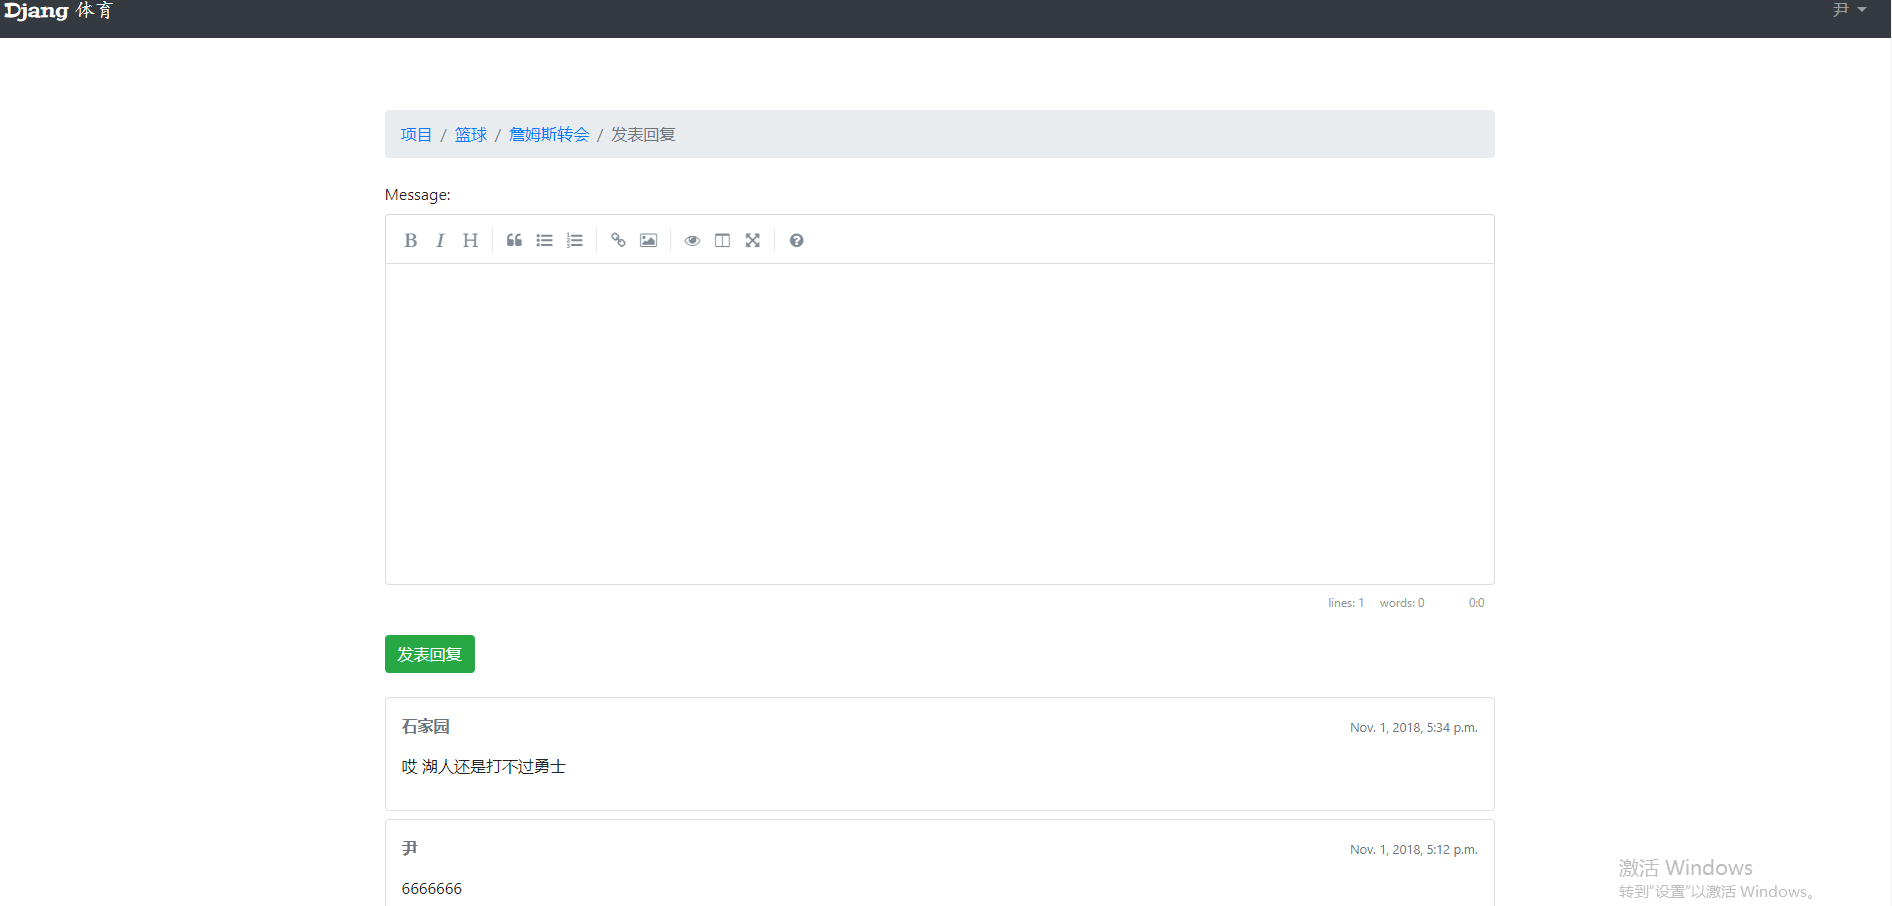 Djang 体育
尹
项目 / 篮球 / 詹姆斯转会 / 发表回复
Message:
B I H
lines: 1 words: 0 0:0
发表回复
石家园 Nov. 1, 2018, 5:34 p.m.
哎 湖人还是打不过勇士
尹 Nov. 1, 2018, 5:12 p.m.
6666666
激活 Windows
转到“设置”以激活 Windows。